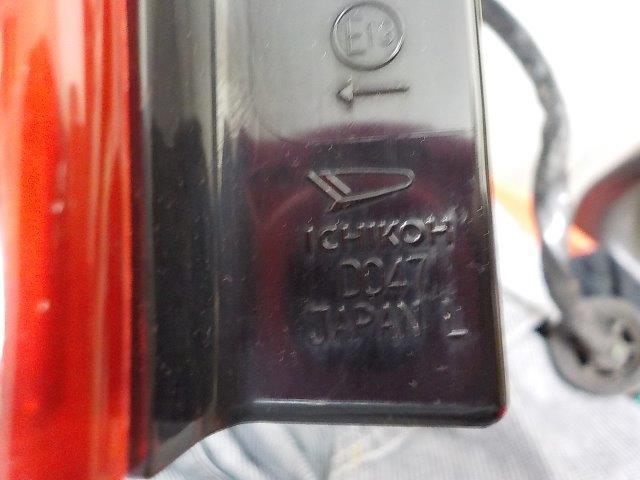 E13
ICHIKOH
D047
JAPAN L